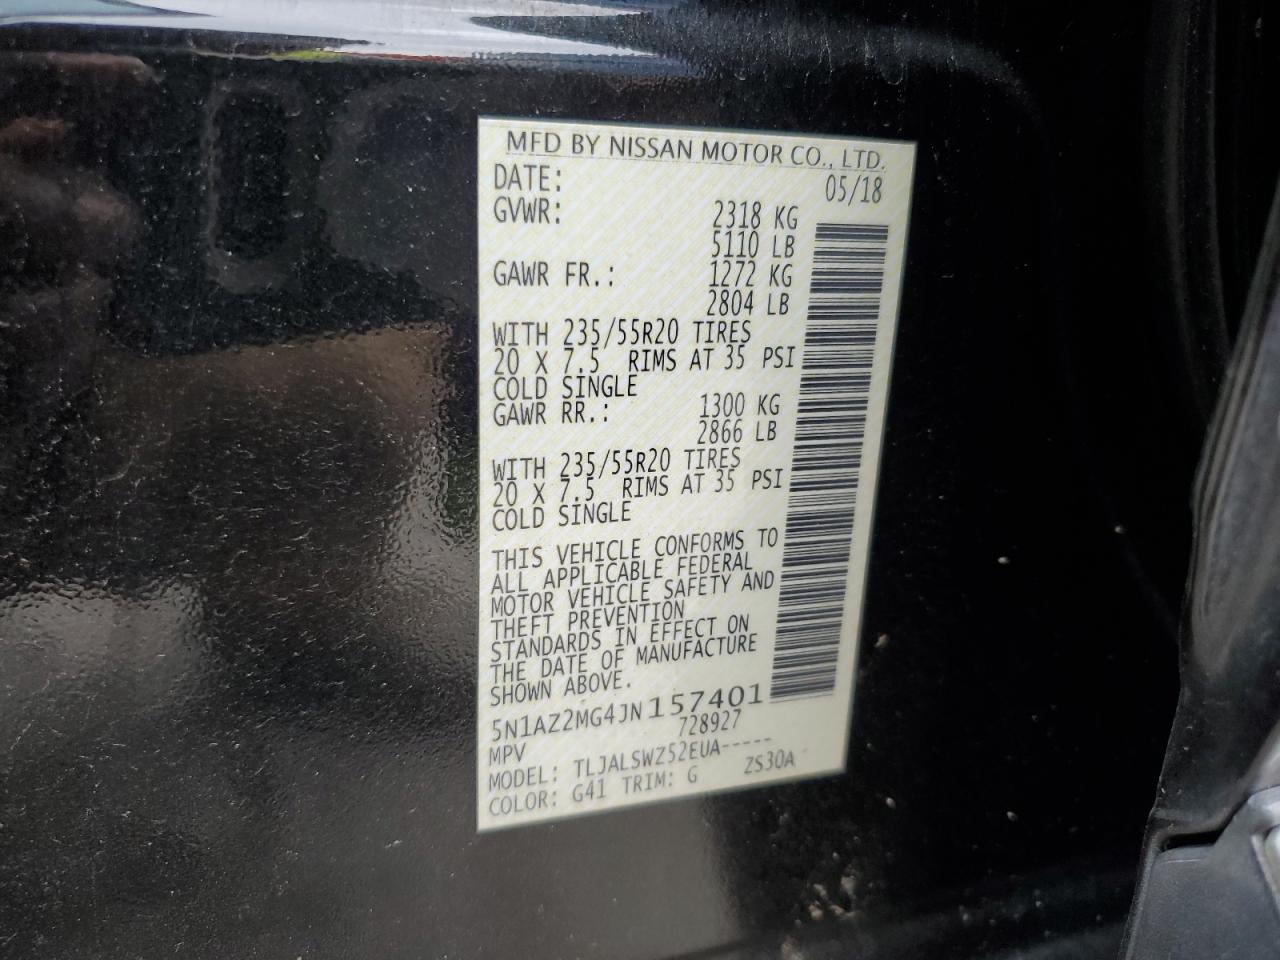 MFD BY NISSAN MOTOR CO., LTD.
DATE: 05/18
GVWR: 2318 KG
5110 LB
GAWR FR.: 1272 KG
2804 LB
WITH 235/55R20 TIRES
20 X 7.5 RIMS AT 35 PSI
COLD SINGLE
GAWR RR.: 1300 KG
2866 LB
WITH 235/55R20 TIRES
20 X 7.5 RIMS AT 35 PSI
COLD SINGLE
THIS VEHICLE CONFORMS TO
ALL APPLICABLE FEDERAL
MOTOR VEHICLE SAFETY AND
THEFT PREVENTION
STANDARDS IN EFFECT ON
THE DATE OF MANUFACTURE
SHOWN ABOVE.
5N1AZ2MG4JN157401
MPV 728927
MODEL: TLJALSWZ52EUA-----
COLOR: G41 TRIM: G ZS30A